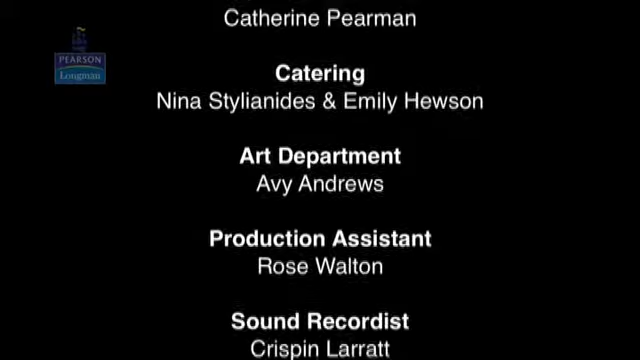 Catherine Pearman
PEARSON
Longman
Catering
Nina Stylianides & Emily Hewson
Art Department
Avy Andrews
Production Assistant
Rose Walton
Sound Recordist
Crispin Larratt